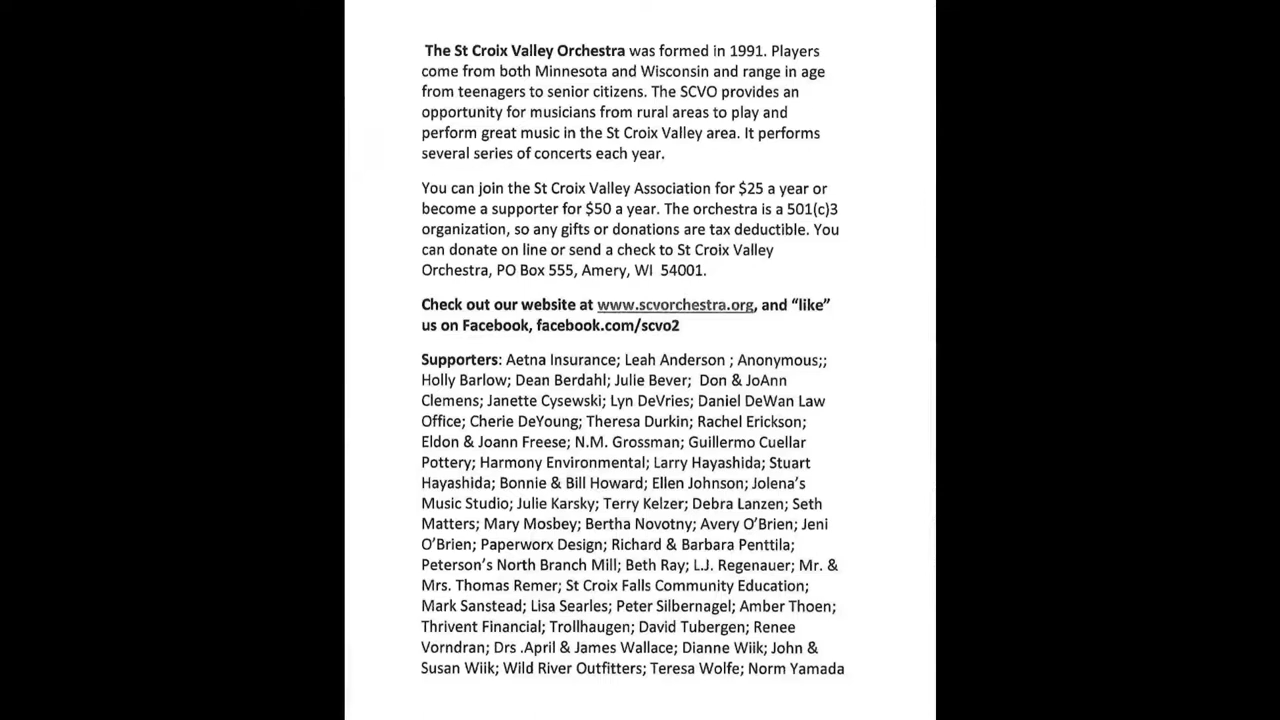 The St Croix Valley Orchestra was formed in 1991. Players
come from both Minnesota and Wisconsin and range in age
from teenagers to senior citizens. The SCVO provides an
opportunity for musicians from rural areas to play and
perform great music in the St Croix Valley area. It performs
several series of concerts each year.
You can join the St Croix Valley Association for $25 a year or
become a supporter for $50 a year. The orchestra is a 501(c)3
organization, so any gifts or donations are tax deductible. You
can donate on line or send a check to St Croix Valley
Orchestra, PO Box 555, Amery, WI  54001.
Check out our website at www.scvorchestra.org, and “like”
us on Facebook, facebook.com/scvo2
Supporters: Aetna Insurance; Leah Anderson ; Anonymous;;
Holly Barlow; Dean Berdahl; Julie Bever;  Don & JoAnn
Clemens; Janette Cysewski; Lyn DeVries; Daniel DeWan Law
Office; Cherie DeYoung; Theresa Durkin; Rachel Erickson;
Eldon & Joann Freese; N.M. Grossman; Guillermo Cuellar
Pottery; Harmony Environmental; Larry Hayashida; Stuart
Hayashida; Bonnie & Bill Howard; Ellen Johnson; Jolena’s
Music Studio; Julie Karsky; Terry Kelzer; Debra Lanzen; Seth
Matters; Mary Mosbey; Bertha Novotny; Avery O’Brien; Jeni
O’Brien; Paperworx Design; Richard & Barbara Penttila;
Peterson’s North Branch Mill; Beth Ray; L.J. Regenauer; Mr. &
Mrs. Thomas Remer; St Croix Falls Community Education;
Mark Sanstead; Lisa Searles; Peter Silbernagel; Amber Thoen;
Thrivent Financial; Trollhaugen; David Tubergen; Renee
Vorndran; Drs .April & James Wallace; Dianne Wiik; John &
Susan Wiik; Wild River Outfitters; Teresa Wolfe; Norm Yamada